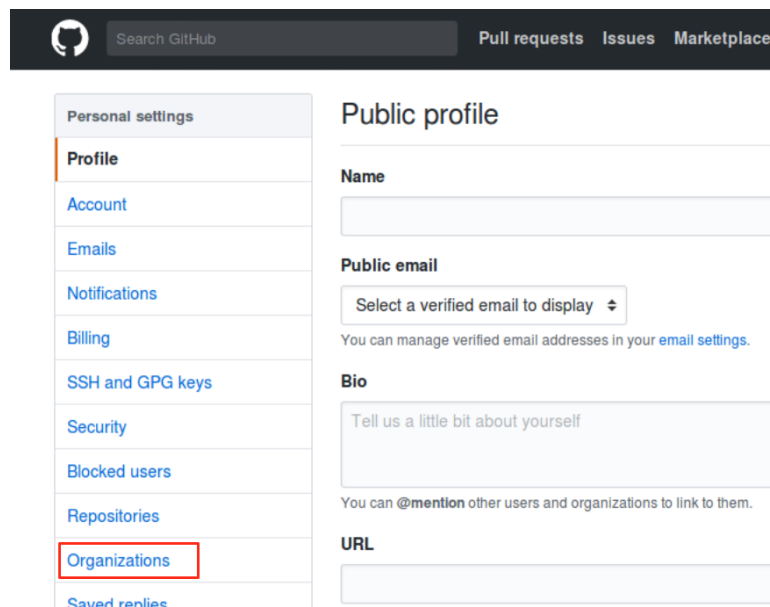 Search GitHub
Pull requests Issues Marketplace
Personal settings
Profile
Account
Emails
Notifications
Billing
SSH and GPG keys
Security
Blocked users
Repositories
Organizations
Saved replies
Public profile
Name
Public email
Select a verified email to display
You can manage verified email addresses in your email settings.
Bio
Tell us a little bit about yourself
You can @mention other users and organizations to link to them.
URL